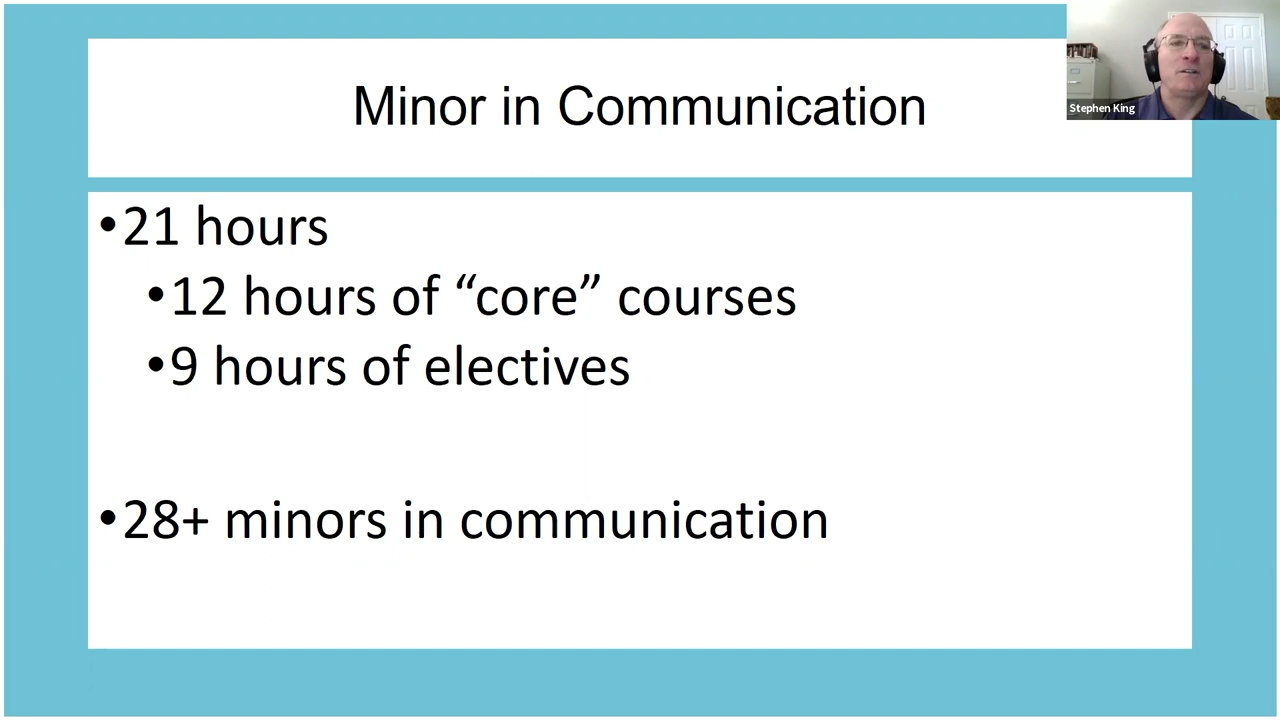 Minor in Communication
Stephen King
•21 hours
•12 hours of “core” courses
•9 hours of electives
•28+ minors in communication